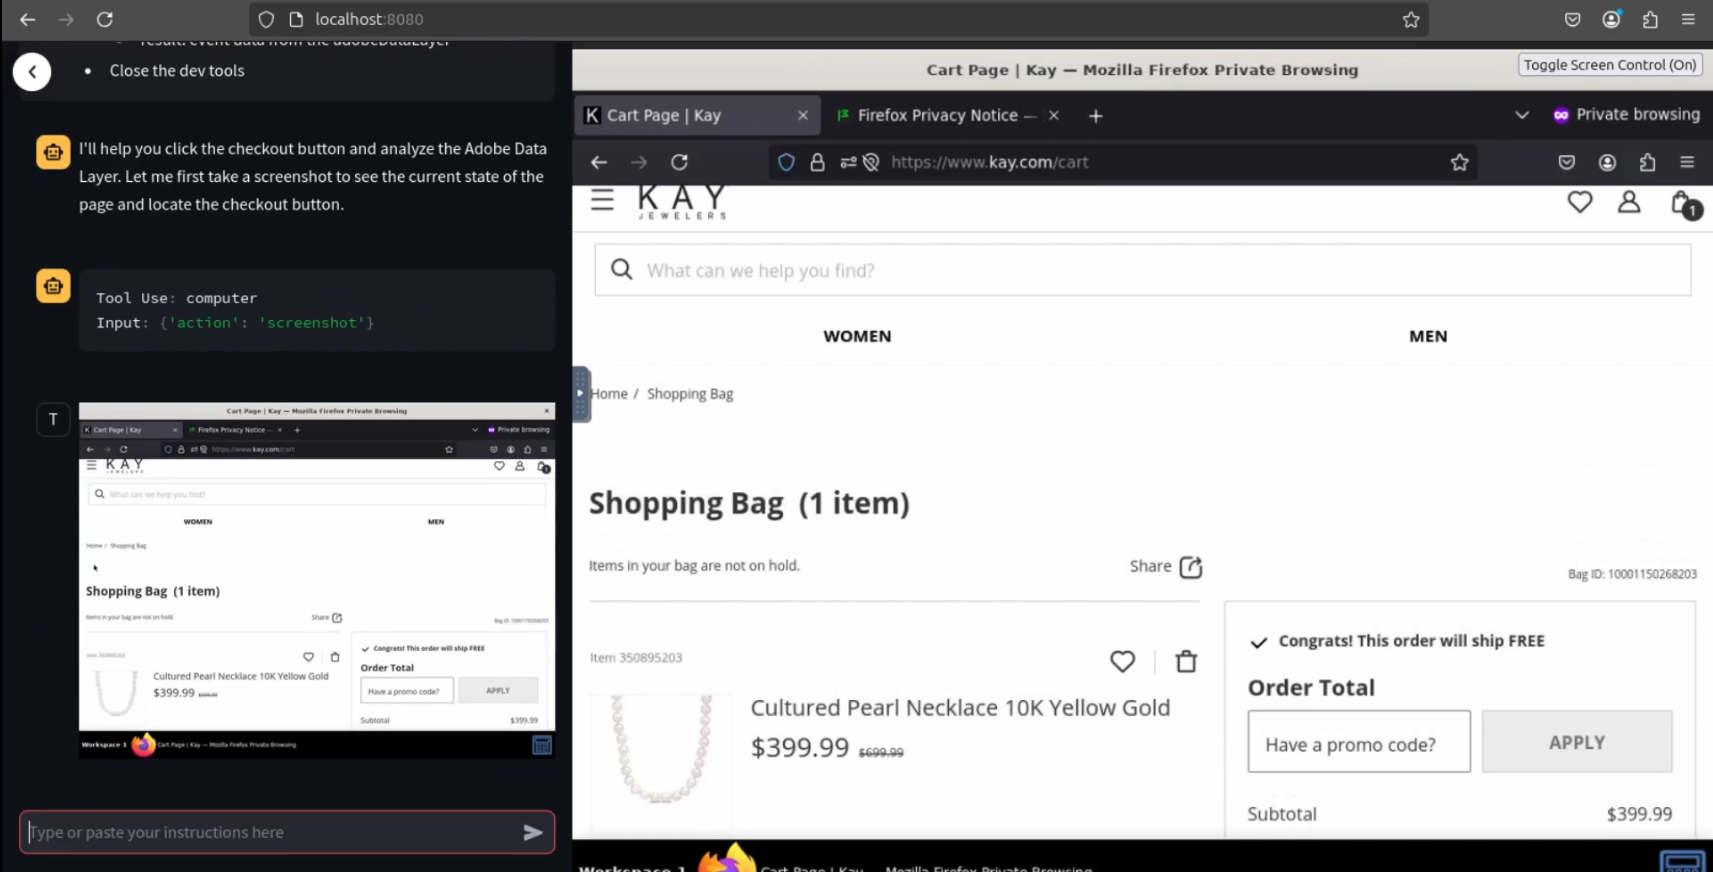 localhost:8080
result: event data from the adobeDataLayer
Close the dev tools
I'll help you click the checkout button and analyze the Adobe Data
Layer. Let me first take a screenshot to see the current state of the
page and locate the checkout button.
Tool Use: computer
Input: {'action': 'screenshot'}
T
Cart Page | Kay — Mozilla Firefox Private Browsing
Cart Page | Kay
Firefox Privacy Notice —
Private browsing
https://www.kay.com/cart
KAY
What can we help you find?
WOMEN
MEN
Home / Shopping Bag
Shopping Bag (1 item)
Items in your bag are not on hold.
Share
Bag ID: 10001150268203
Item 350895203
Congrats! This order will ship FREE
Cultured Pearl Necklace 10K Yellow Gold
Order Total
$399.99 $699.99
Have a promo code?
APPLY
Subtotal
$399.99
Workspace 1
Cart Page | Kay — Mozilla Firefox Private Browsing
Type or paste your instructions here
Cart Page | Kay — Mozilla Firefox Private Browsing
Toggle Screen Control (On)
Cart Page | Kay
Firefox Privacy Notice —
Private browsing
https://www.kay.com/cart
KAY
JEWELERS
1
What can we help you find?
WOMEN
MEN
Home / Shopping Bag
Shopping Bag (1 item)
Items in your bag are not on hold.
Share
Bag ID: 10001150268203
Item 350895203
Congrats! This order will ship FREE
Cultured Pearl Necklace 10K Yellow Gold
$399.99 $699.99
Order Total
Have a promo code?
APPLY
Subtotal
$399.99
Workspace 1
Cart Page | Kay — Mozilla Firefox Private Browsing